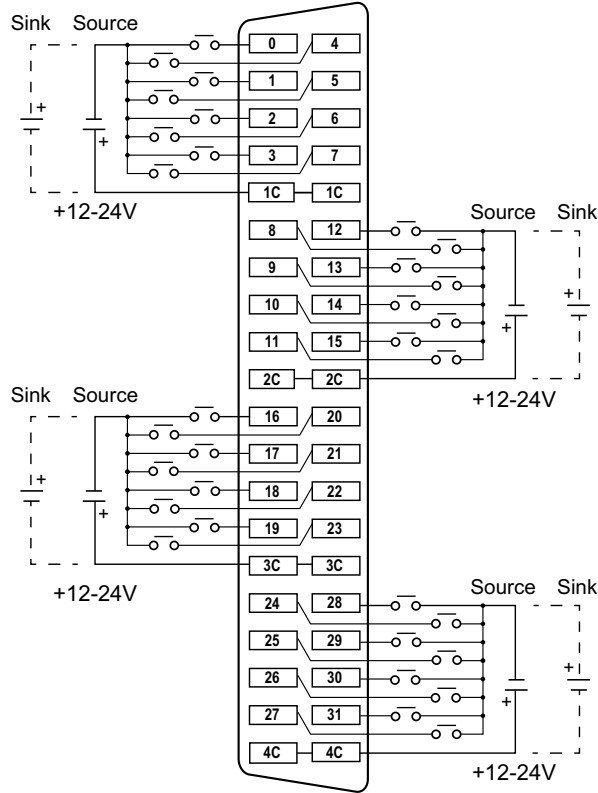 Sink Source
0 4
1 5
+ 2 6
+ 3 7
1C 1C
+12-24V
Source Sink
8 12
9 13
10 14
+
11 15
+
2C 2C
+12-24V
Sink Source
16 20
17 21
+ 18 22
+ 19 23
3C 3C
+12-24V
Source Sink
24 28
25 29
26 30
+
27 31
+
4C 4C
+12-24V